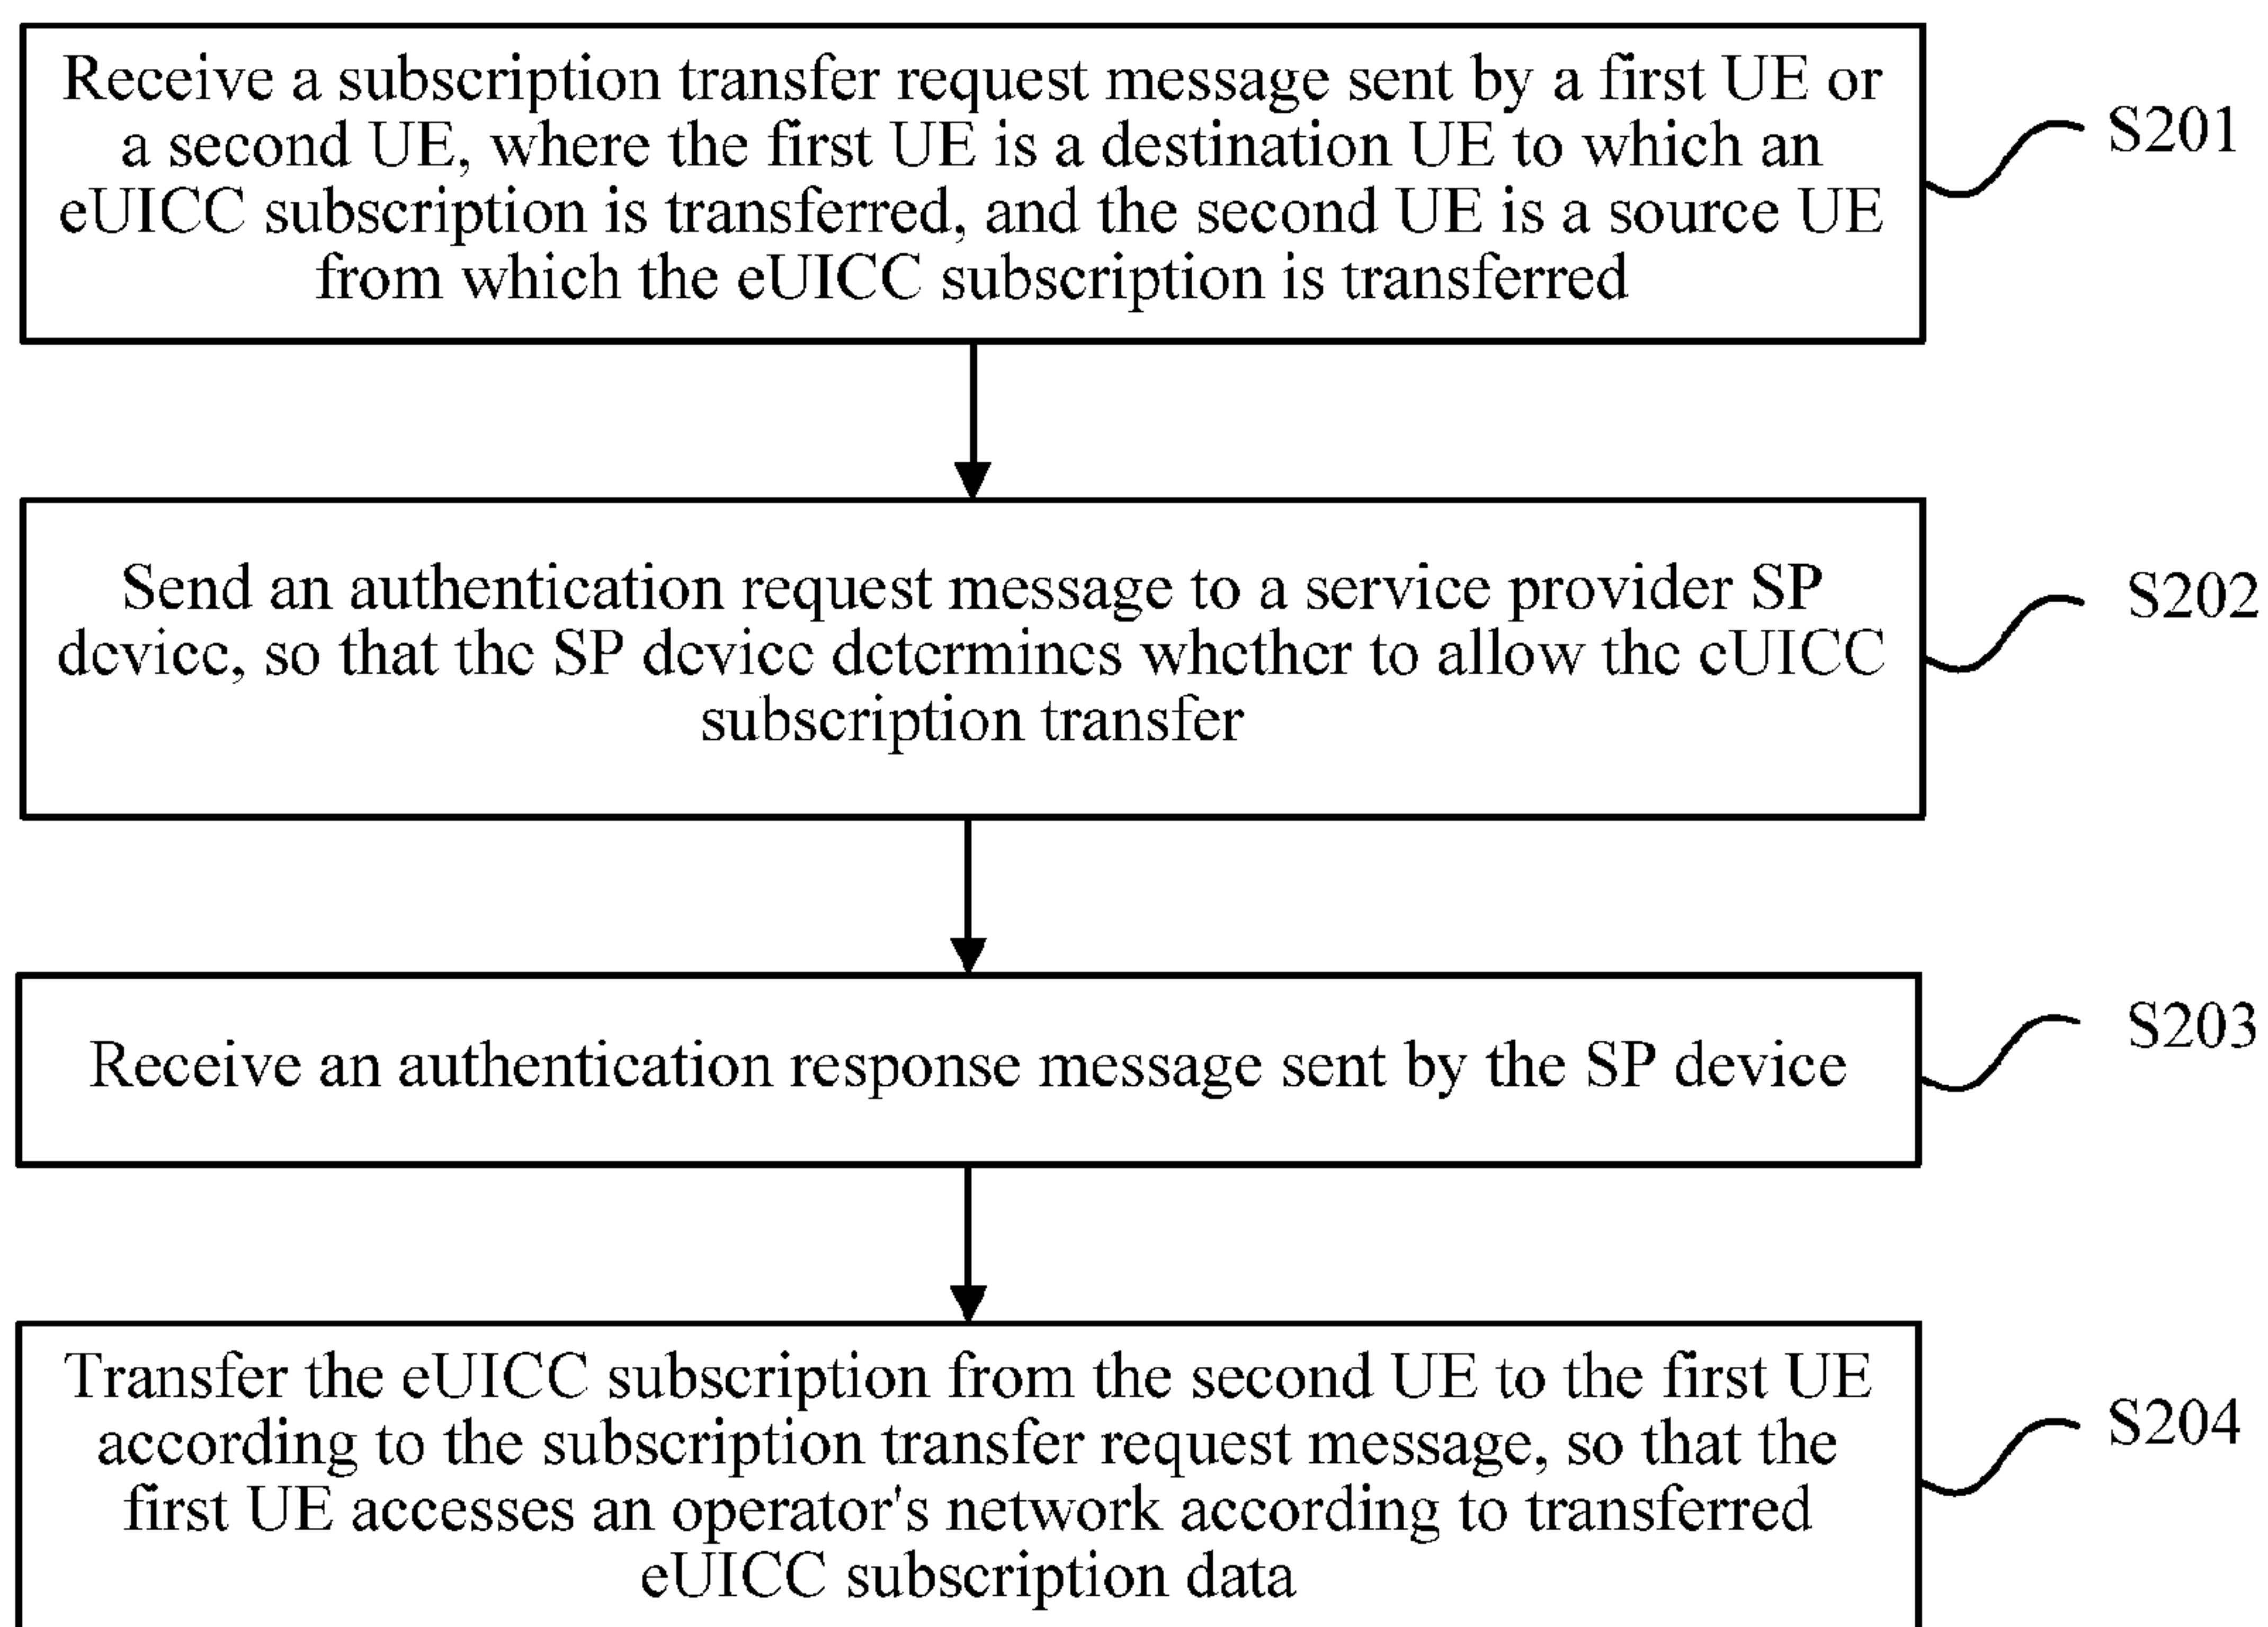 Receive a subscription transfer request message sent by a first UE or
a second UE, where the first UE is a destination UE to which an
eUICC subscription is transferred, and the second UE is a source UE
from which the eUICC subscription is transferred
S201
Send an authentication request message to a service provider SP
device, so that the SP device determines whether to allow the eUICC
subscription transfer
S202
Receive an authentication response message sent by the SP device
S203
Transfer the eUICC subscription from the second UE to the first UE
according to the subscription transfer request message, so that the
first UE accesses an operator's network according to transferred
eUICC subscription data
S204